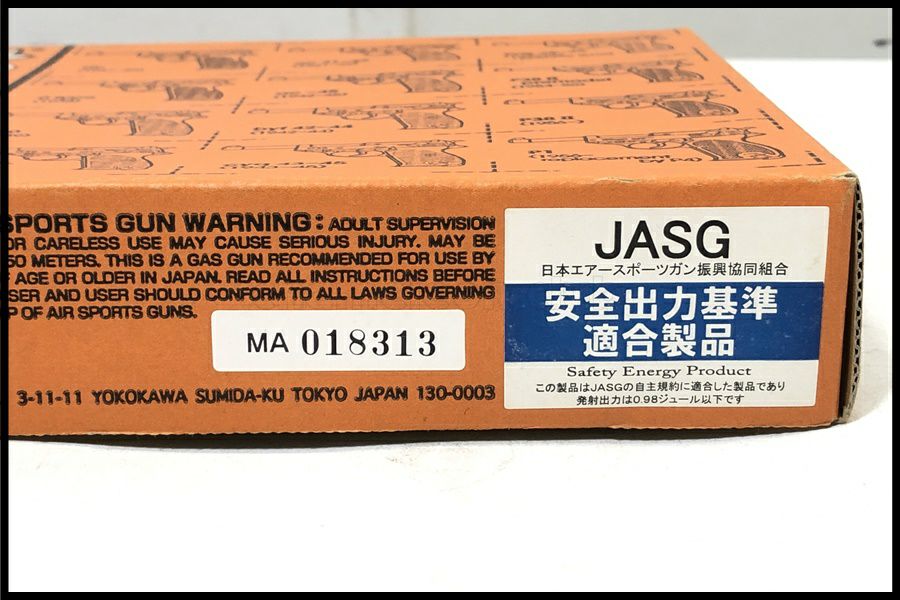 P38 II
P1
SPORTS GUN WARNING: ADULT SUPERVISION
OR CARELESS USE MAY CAUSE SERIOUS INJURY. MAY BE
50 METERS. THIS IS A GAS GUN RECOMMENDED FOR USE BY
AGE OR OLDER IN JAPAN. READ ALL INSTRUCTIONS BEFORE
SER AND USER SHOULD CONFORM TO ALL LAWS GOVERNING
P OF AIR SPORTS GUNS.
MA 018313
3-11-11 YOKOKAWA SUMIDA-KU TOKYO JAPAN 130-0003
JASG
日本エアースポーツガン振興協同組合
安全出力基準
適合製品
Safety Energy Product
この製品はJASGの自主規約に適合した製品であり
発射出力は0.98ジュール以下です